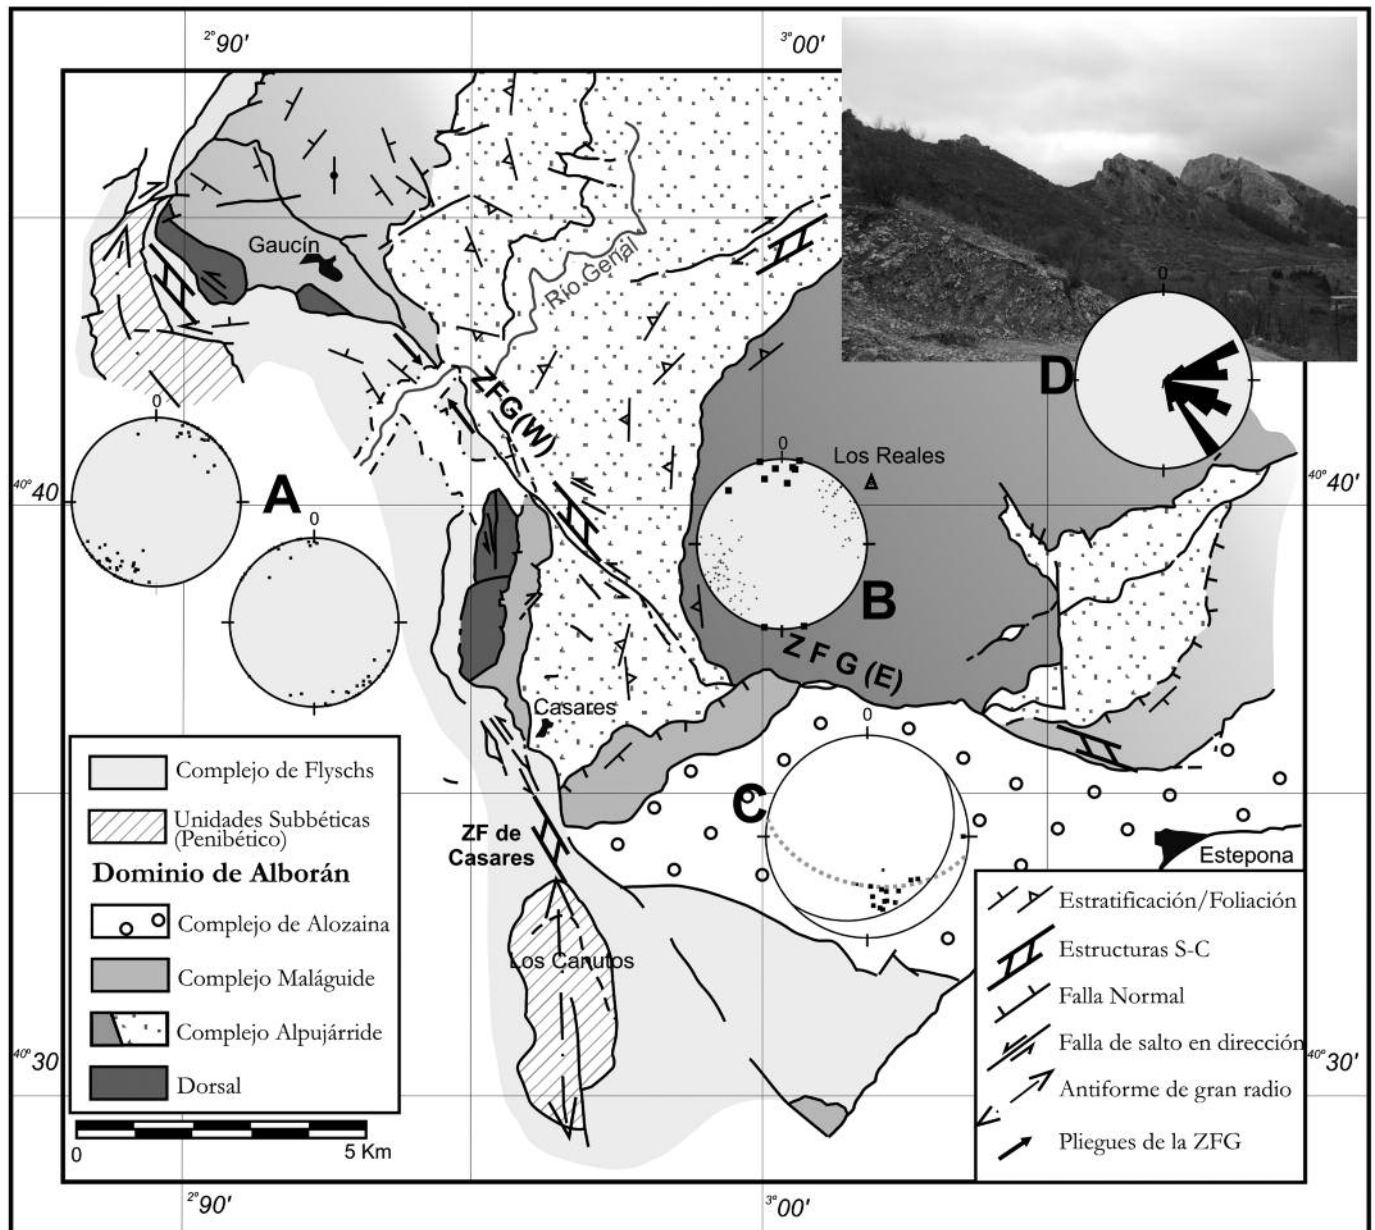 2°90'
3°00'
Gaucín
Río Genal
0
D
ZFG(W)
0
0
Los Reales
40°40'
A
40°40'
0
B
Z F G (E)
Casares
0
C
Complejo de Flyschs
Unidades Subbéticas
(Penibético)
Dominio de Alborán
Complejo de Alozaina
Complejo Maláguide
Complejo Alpujárride
Dorsal
ZF de
Casares
Estepona
Los Canutos
Estratificación/Foliación
Estructuras S-C
Falla Normal
Falla de salto en dirección
Antiforme de gran radio
Pliegues de la ZFG
40°30'
40°30'
0
5 Km
2°90'
3°00'